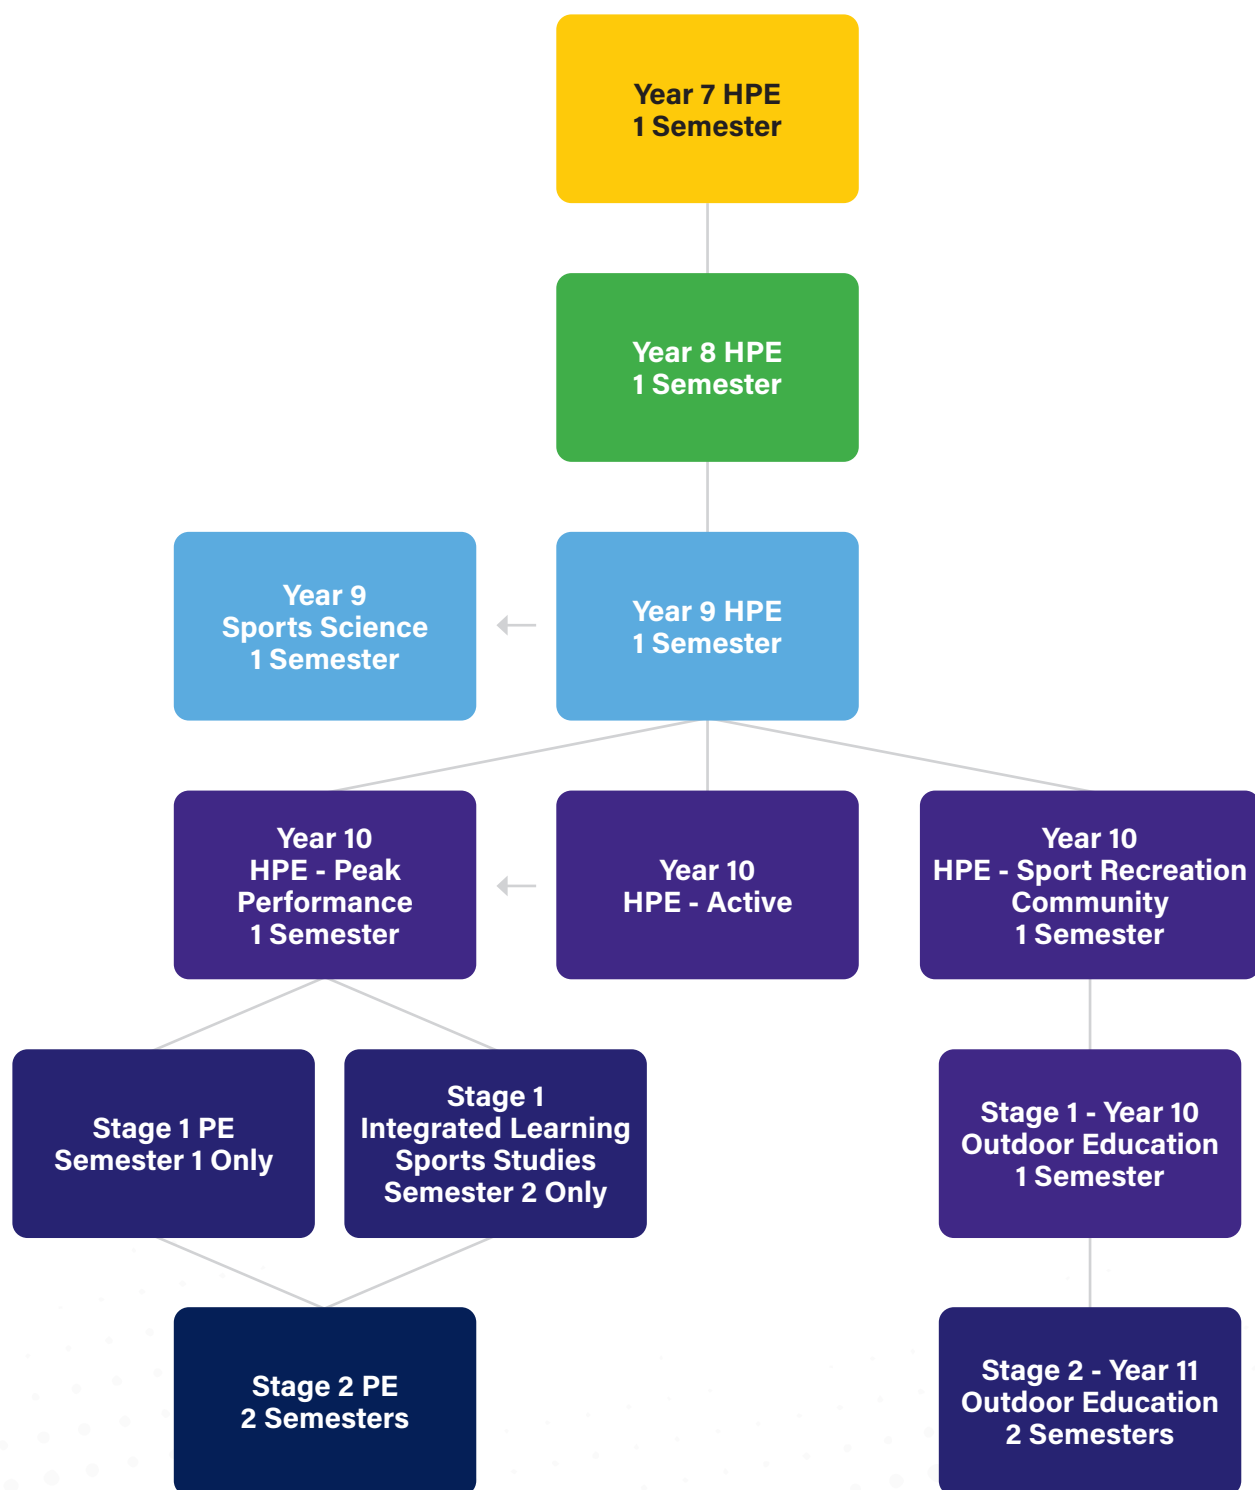 Year 7 HPE
1 Semester
Year 8 HPE
1 Semester
Year 9
Sports Science
1 Semester
Year 9 HPE
1 Semester
Year 10
HPE - Peak
Performance
1 Semester
Year 10
HPE - Active
Year 10
HPE - Sport Recreation
Community
1 Semester
Stage 1 PE
Semester 1 Only
Stage 1
Integrated Learning
Sports Studies
Semester 2 Only
Stage 1 - Year 10
Outdoor Education
1 Semester
Stage 2 PE
2 Semesters
Stage 2 - Year 11
Outdoor Education
2 Semesters